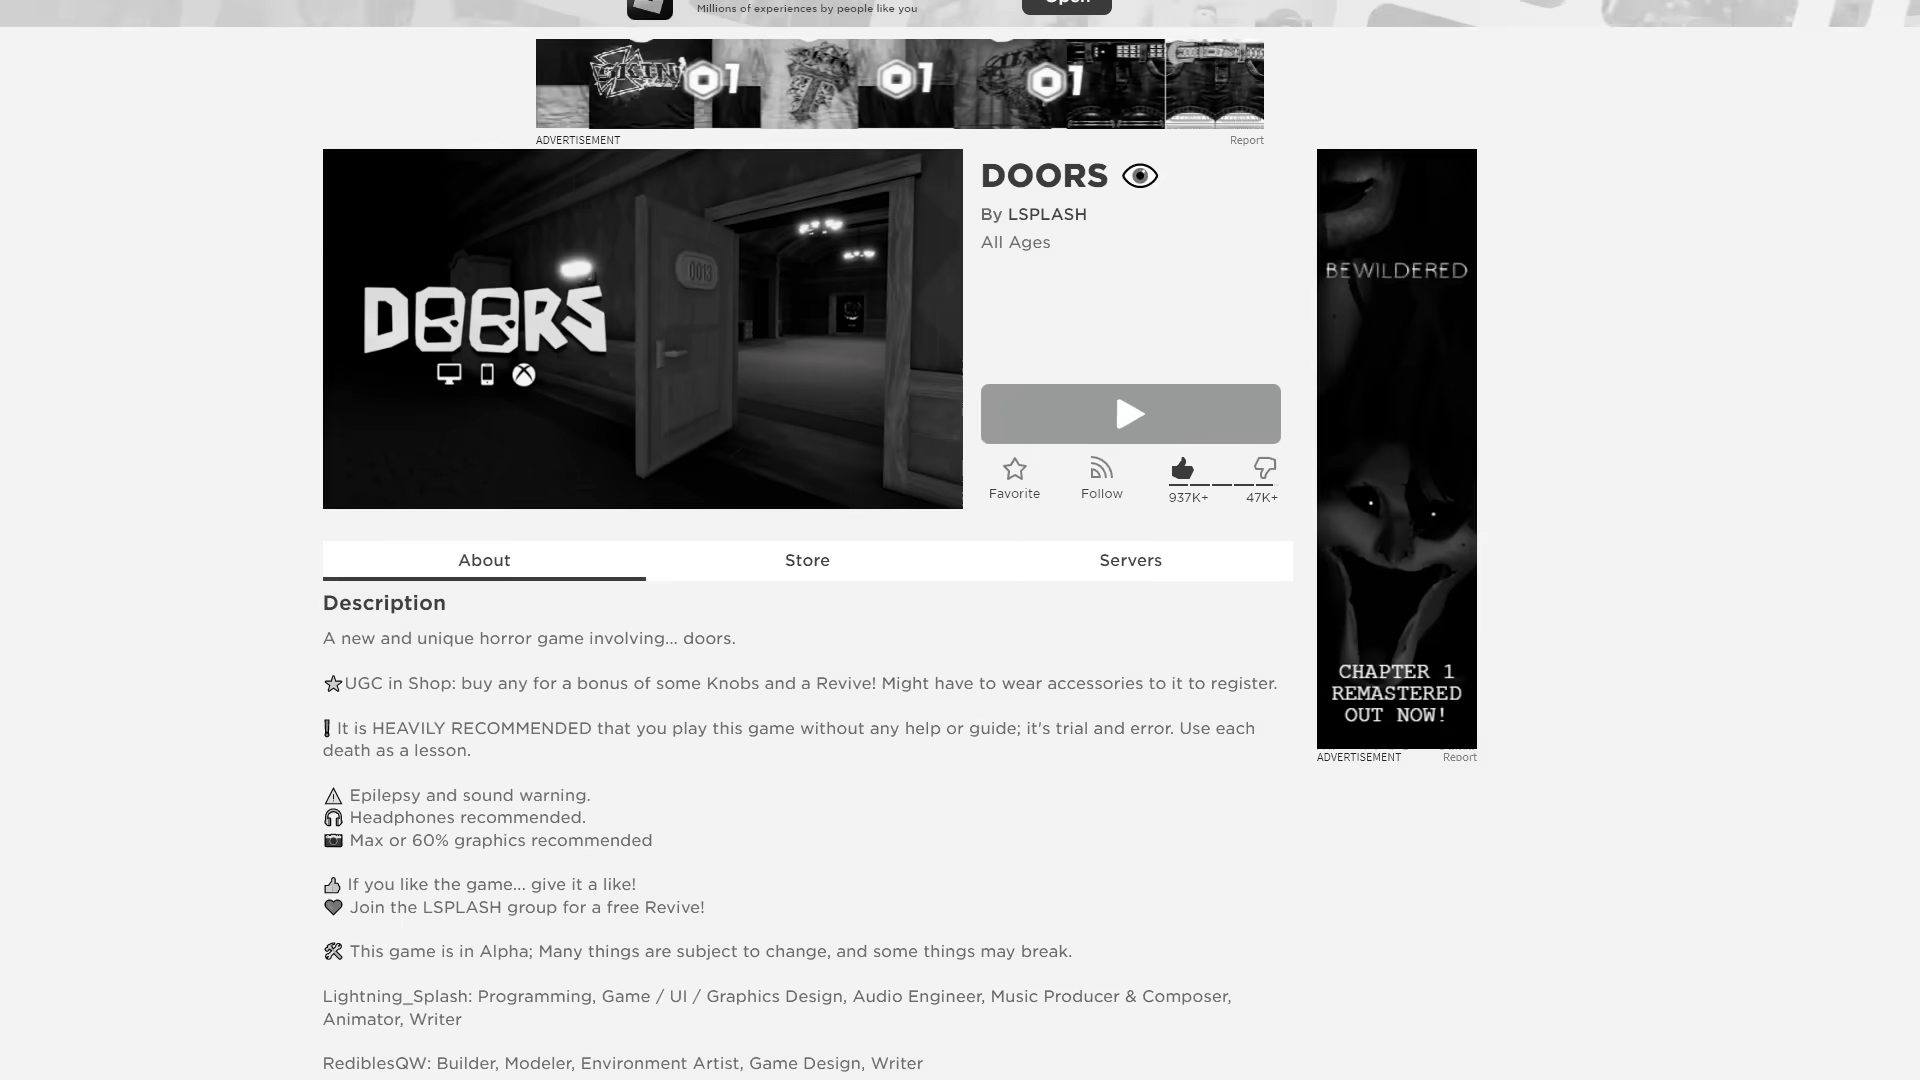 Millions of experiences by people like you
Open
1
1
1
ADVERTISEMENT
Report
0013
DOORS
DOORS
By LSPLASH
All Ages
Favorite
Follow
937K+
47K+
BEWILDERED
CHAPTER 1
REMASTERED
OUT NOW!
ADVERTISEMENT
Report
About
Store
Servers
Description
A new and unique horror game involving... doors.
UGC in Shop: buy any for a bonus of some Knobs and a Revive! Might have to wear accessories to it to register.
It is HEAVILY RECOMMENDED that you play this game without any help or guide; it's trial and error. Use each
death as a lesson.
Epilepsy and sound warning.
Headphones recommended.
Max or 60% graphics recommended
If you like the game... give it a like!
Join the LSPLASH group for a free Revive!
This game is in Alpha; Many things are subject to change, and some things may break.
Lightning_Splash: Programming, Game / UI / Graphics Design, Audio Engineer, Music Producer & Composer,
Animator, Writer
RediblesQW: Builder, Modeler, Environment Artist, Game Design, Writer